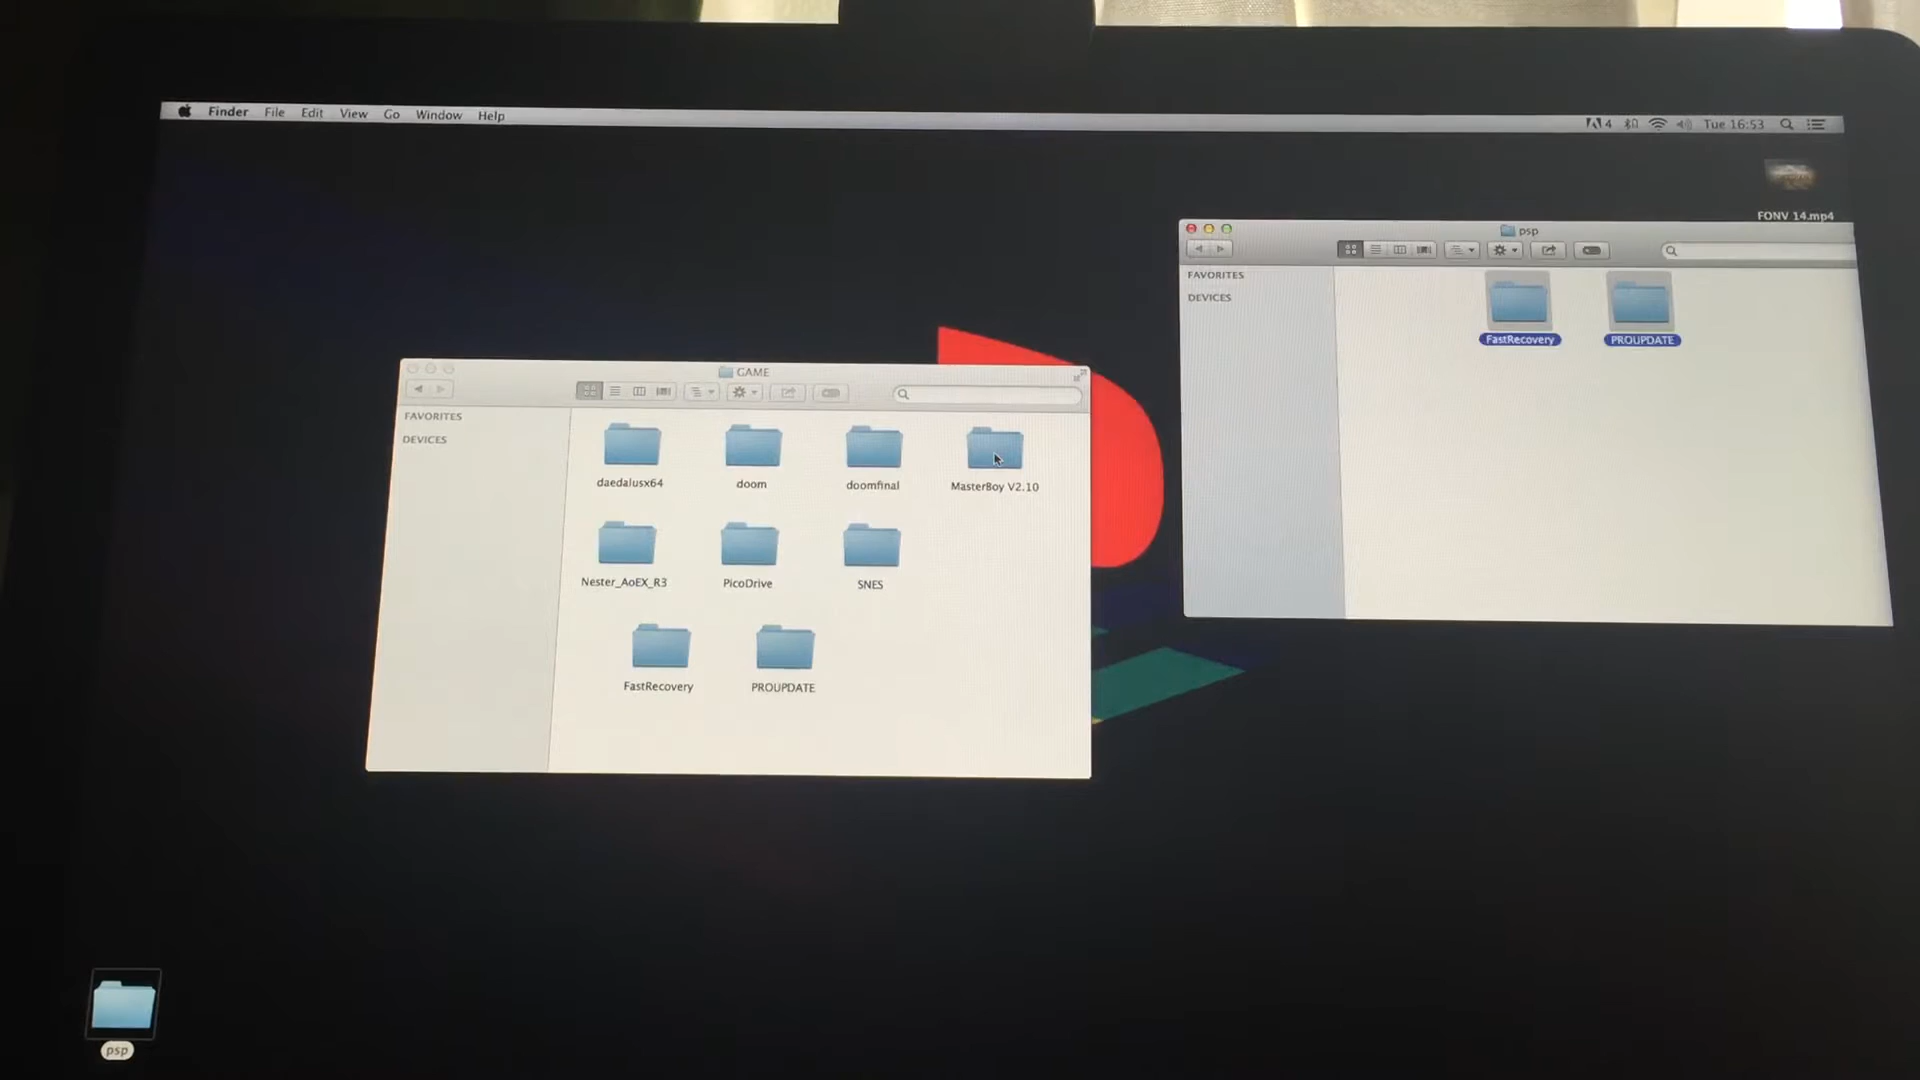 Finder File Edit View Go Window Help
4 Tue 16:53
FONV 14.mp4
psp
FAVORITES
DEVICES
FastRecovery PROUPDATE
GAME
FAVORITES
DEVICES
daedalusx64 doom doomfinal MasterBoy V2.10
Nester_AoEX_R3 PicoDrive SNES
FastRecovery PROUPDATE
psp